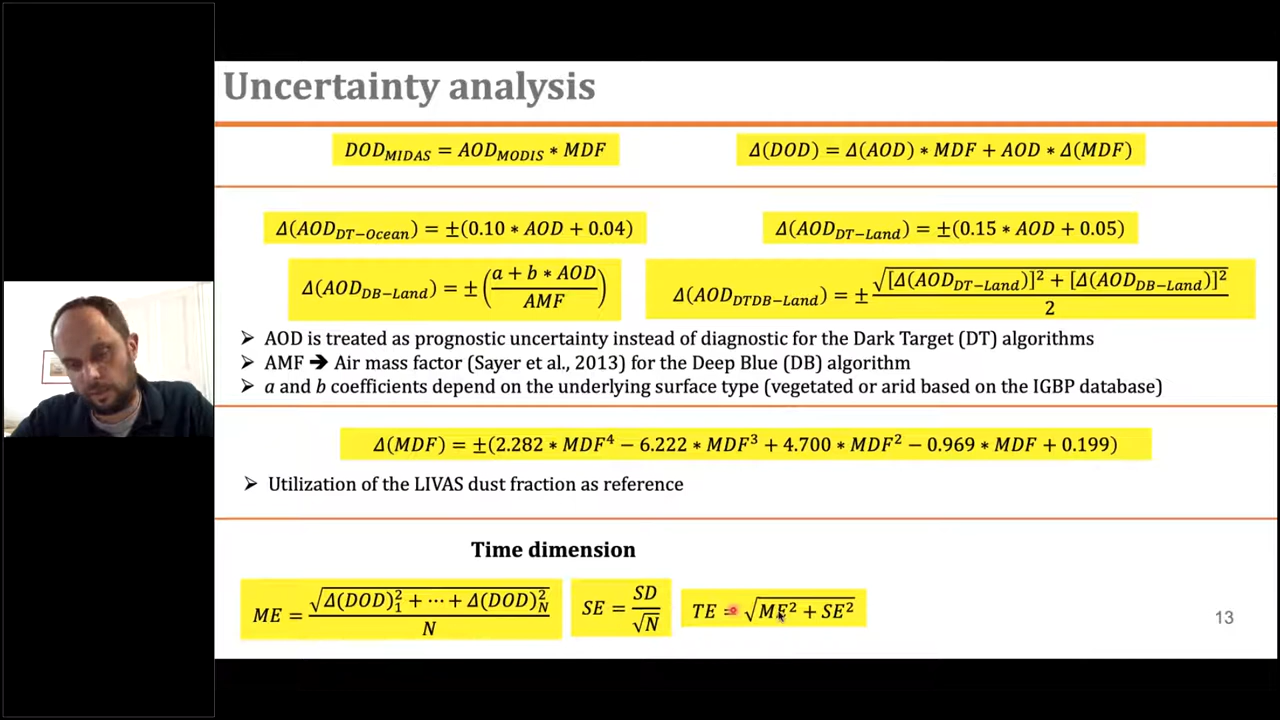 Uncertainty analysis
DOD_MIDAS = AOD_MODIS * MDF
Δ(DOD) = Δ(AOD) * MDF + AOD * Δ(MDF)
Δ(AOD_DT−Ocean) = ±(0.10 * AOD + 0.04)
Δ(AOD_DT−Land) = ±(0.15 * AOD + 0.05)
Δ(AOD_DB−Land) = ±((a + b * AOD)/AMF)
Δ(AOD_DTDB−Land) = ±√([Δ(AOD_DT−Land)]² + [Δ(AOD_DB−Land)]²)/2
➢ AOD is treated as prognostic uncertainty instead of diagnostic for the Dark Target (DT) algorithms
➢ AMF ➔ Air mass factor (Sayer et al., 2013) for the Deep Blue (DB) algorithm
➢ a and b coefficients depend on the underlying surface type (vegetated or arid based on the IGBP database)
Δ(MDF) = ±(2.282 * MDF⁴ − 6.222 * MDF³ + 4.700 * MDF² − 0.969 * MDF + 0.199)
➢ Utilization of the LIVAS dust fraction as reference
Time dimension
ME = √(Δ(DOD)₁² + ⋯ + Δ(DOD)_N²)/N
SE = SD/√N
TE = √(ME² + SE²)
13